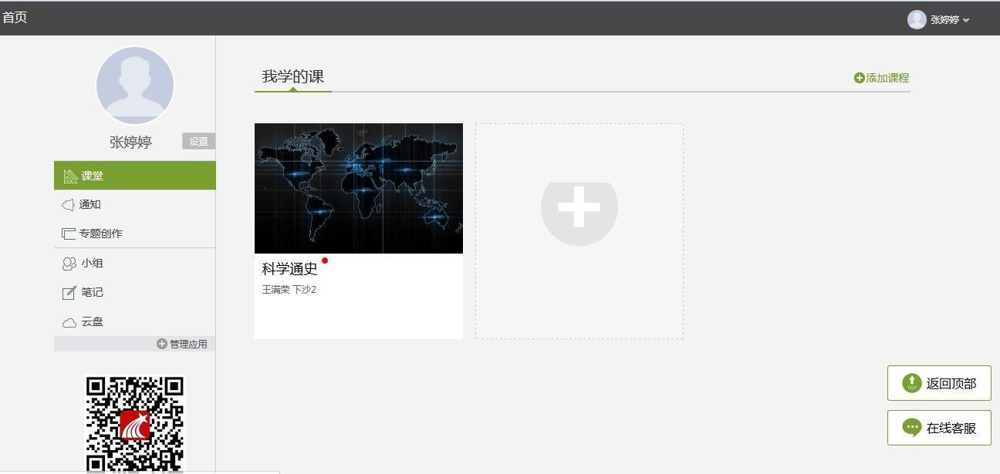 首页
张婷婷
张婷婷
设置
课堂
通知
专题创作
小组
笔记
云盘
管理应用
我学的课
添加课程
科学通史
王满荣 下沙2
TOP
返回顶部
在线客服